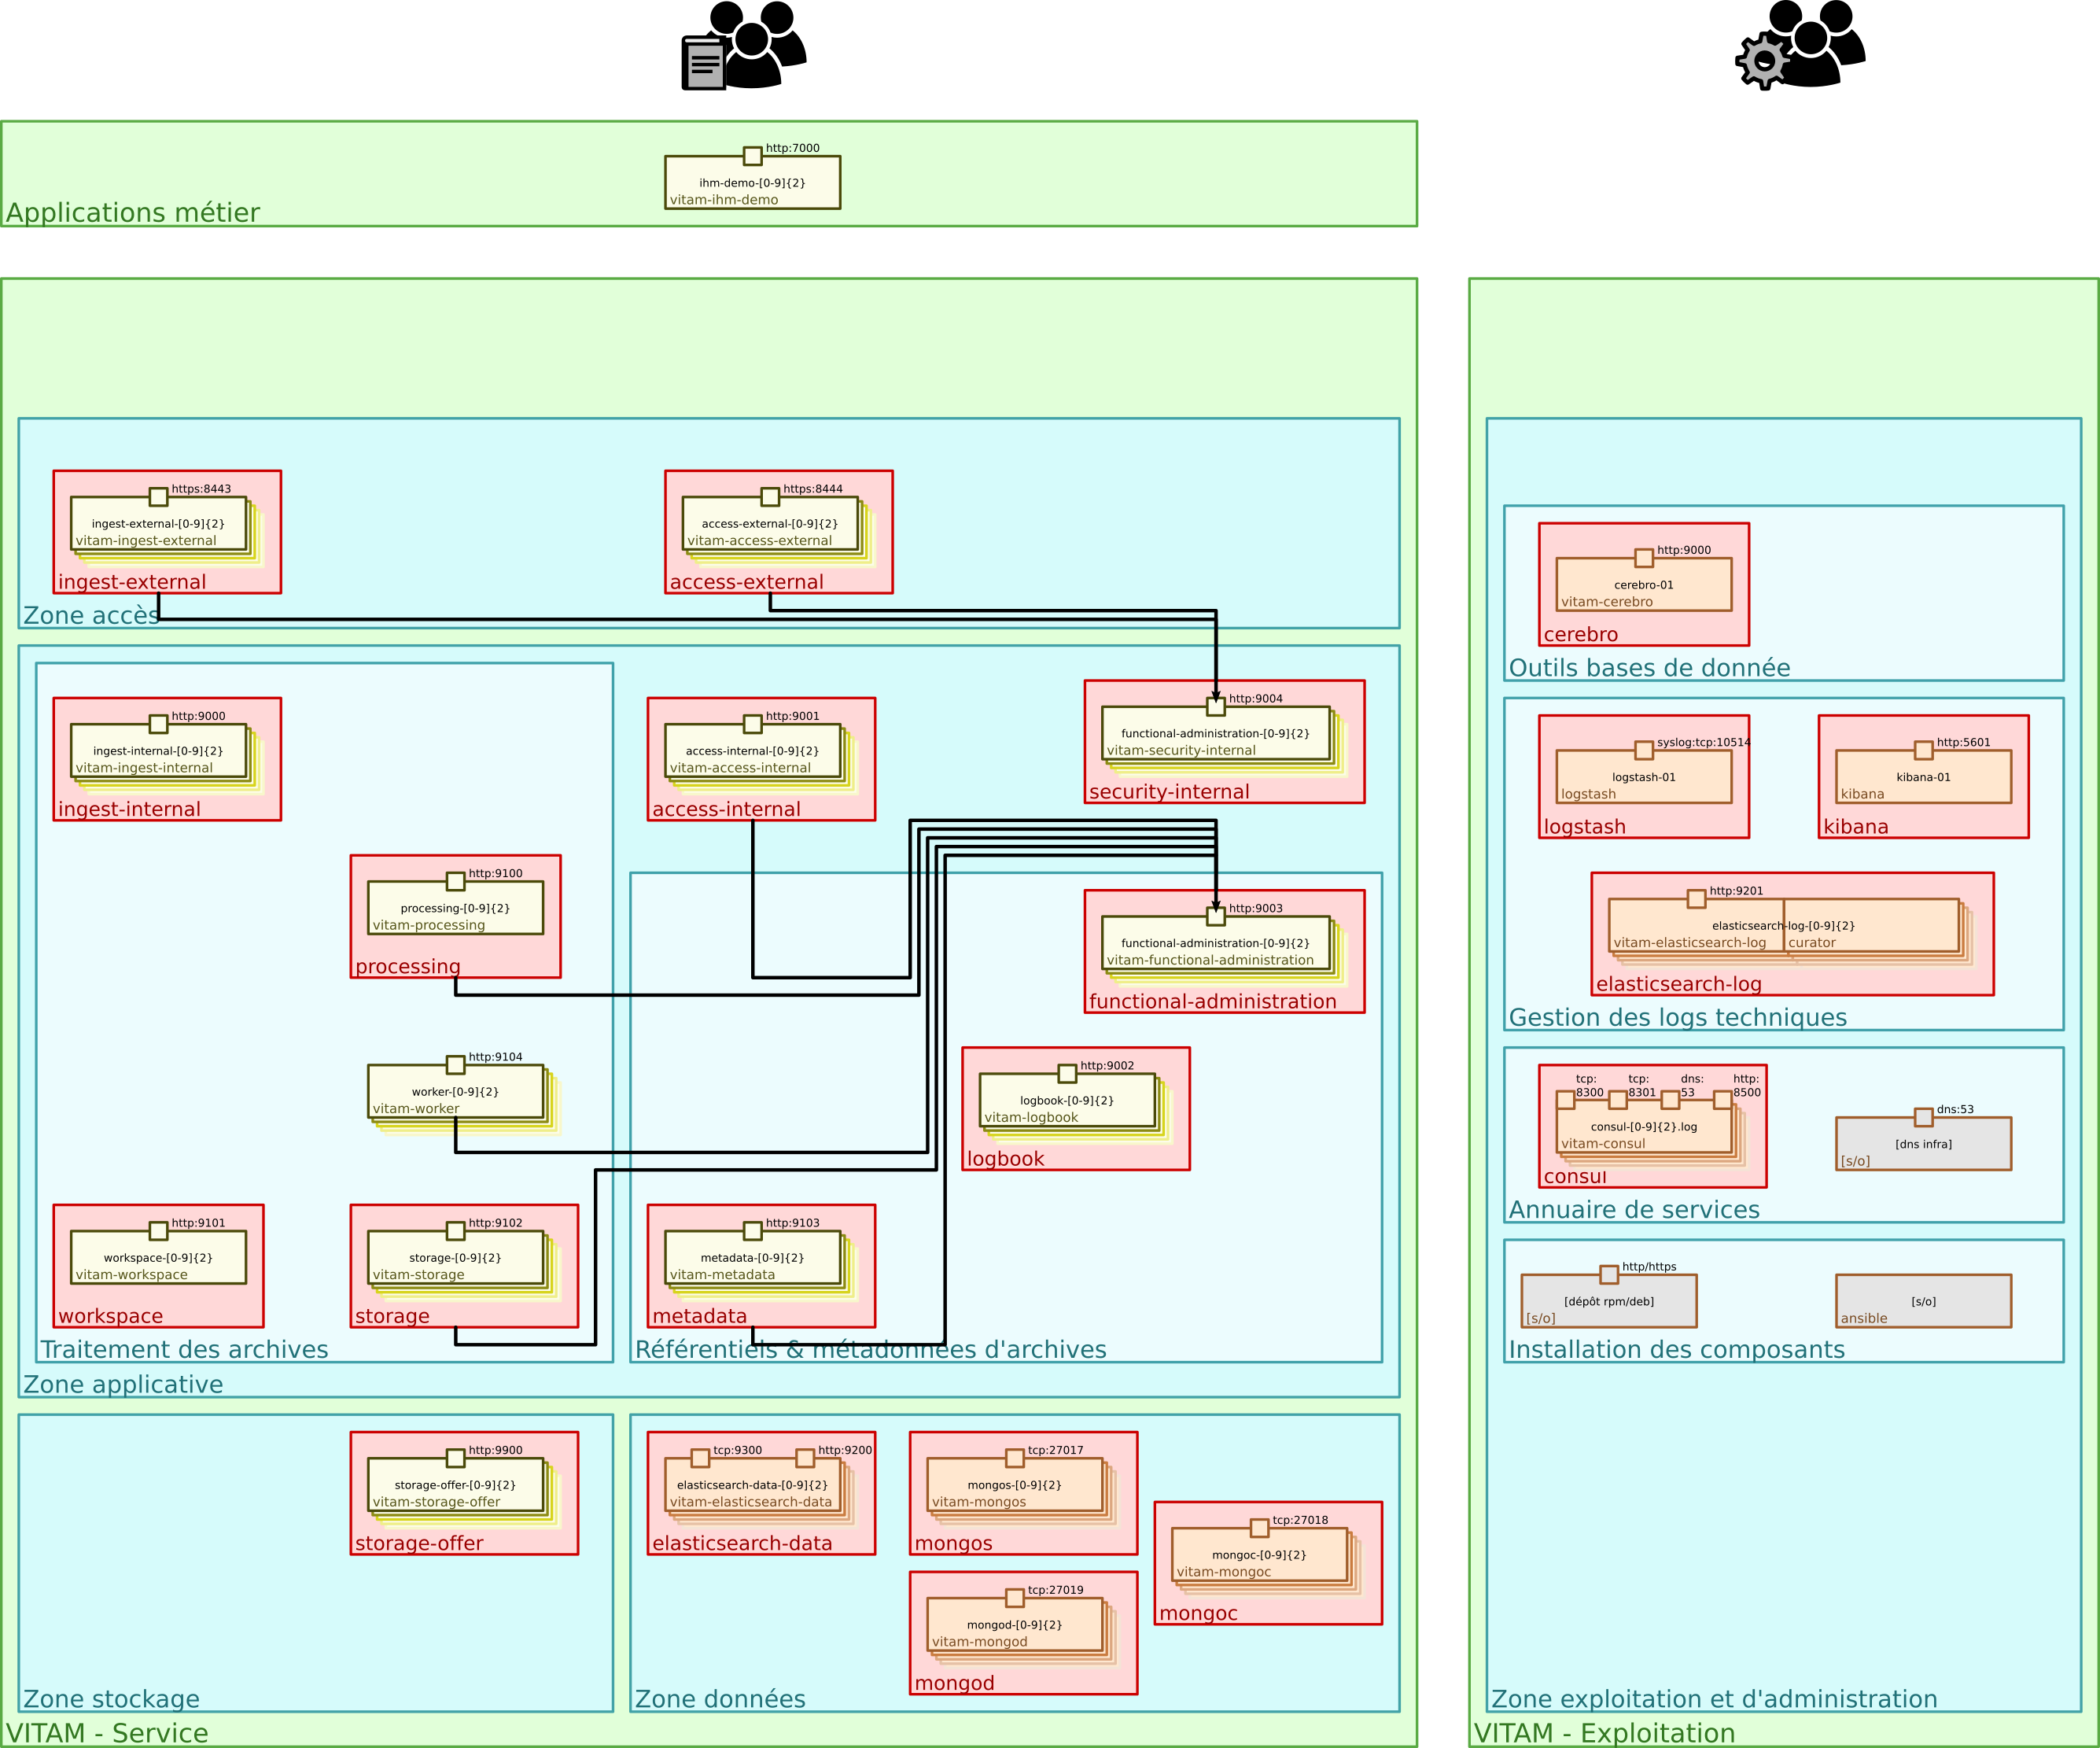 http:7000
ihm-demo-[0-9]{2}
vitam-ihm-demo
Applications métier
https:8443
ingest-external-[0-9]{2}
vitam-ingest-external
ingest-external
https:8444
access-external-[0-9]{2}
vitam-access-external
access-external
Zone accès
http:9000
ingest-internal-[0-9]{2}
vitam-ingest-internal
ingest-internal
http:9001
access-internal-[0-9]{2}
vitam-access-internal
access-internal
http:9004
functional-administration-[0-9]{2}
vitam-security-internal
security-internal
http:9100
processing-[0-9]{2}
vitam-processing
processing
http:9003
functional-administration-[0-9]{2}
vitam-functional-administration
functional-administration
http:9104
worker-[0-9]{2}
vitam-worker
http:9002
logbook-[0-9]{2}
vitam-logbook
logbook
http:9101
workspace-[0-9]{2}
vitam-workspace
workspace
http:9102
storage-[0-9]{2}
vitam-storage
storage
http:9103
metadata-[0-9]{2}
vitam-metadata
metadata
Traitement des archives
Référentiels & métadonnées d'archives
Zone applicative
http:9900
storage-offer-[0-9]{2}
vitam-storage-offer
storage-offer
Zone stockage
tcp:9300
http:9200
elasticsearch-data-[0-9]{2}
vitam-elasticsearch-data
elasticsearch-data
tcp:27017
mongos-[0-9]{2}
vitam-mongos
mongos
tcp:27018
mongoc-[0-9]{2}
vitam-mongoc
mongoc
tcp:27019
mongod-[0-9]{2}
vitam-mongod
mongod
Zone données
VITAM - Service
http:9000
cerebro-01
vitam-cerebro
cerebro
Outils bases de donnée
syslog:tcp:10514
logstash-01
logstash
logstash
http:5601
kibana-01
kibana
kibana
http:9201
elasticsearch-log-[0-9]{2}
vitam-elasticsearch-log
curator
elasticsearch-log
Gestion des logs techniques
tcp:
8300
tcp:
8301
dns:
53
http:
8500
consul-[0-9]{2}.log
vitam-consul
consul
dns:53
[dns infra]
[s/o]
Annuaire de services
http/https
[dépôt rpm/deb]
[s/o]
[s/o]
ansible
Installation des composants
Zone exploitation et d'administration
VITAM - Exploitation